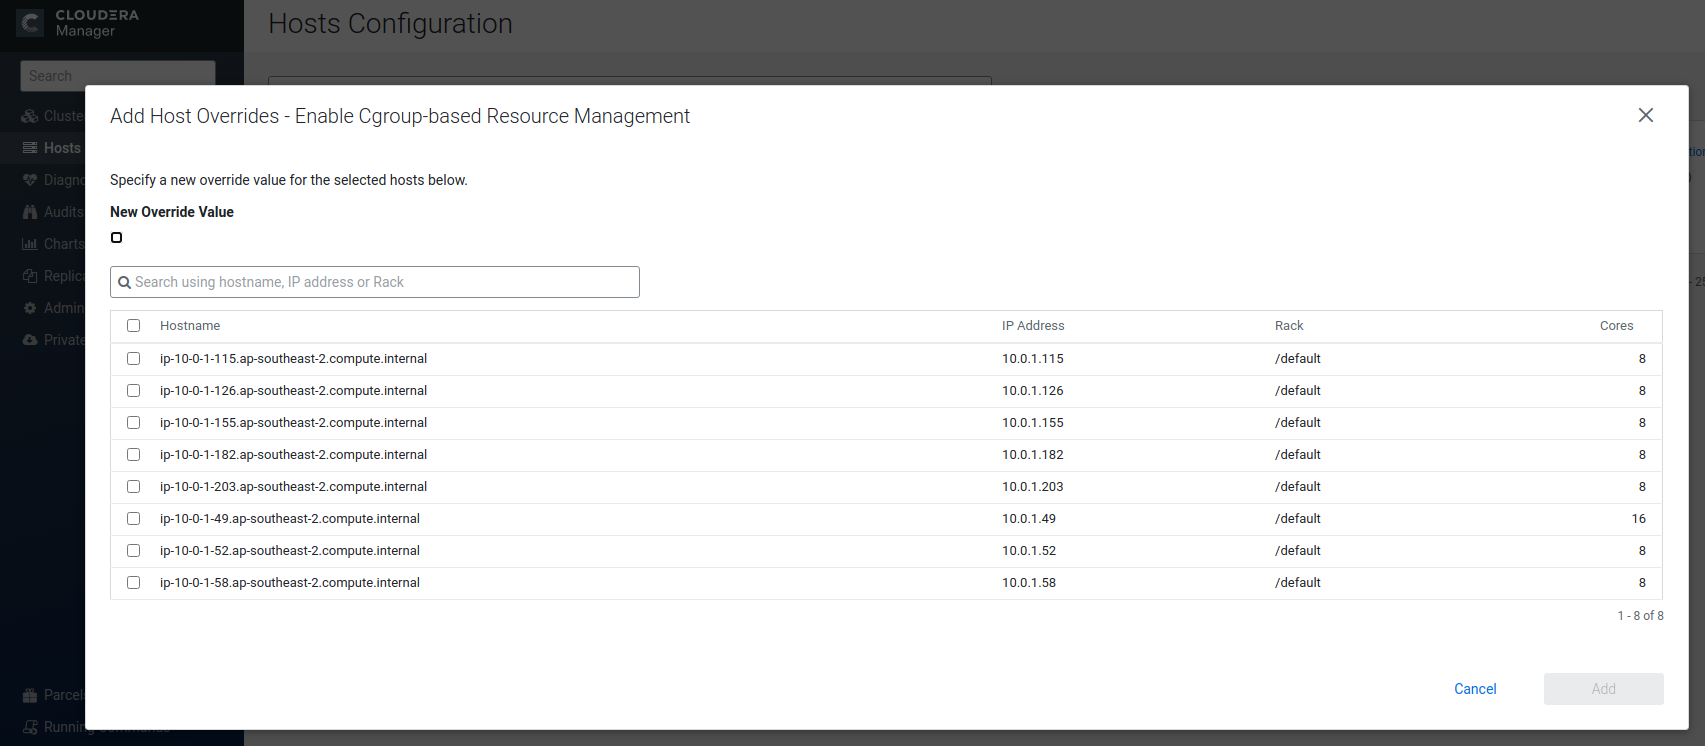 CLOUDERA
Manager
Hosts Configuration
Search
Cluste
Hosts
Diagno
Audits
Charts
Replica
Admin
Private
Parcel
Running Commands
Add Host Overrides - Enable Cgroup-based Resource Management
Specify a new override value for the selected hosts below.
New Override Value
Search using hostname, IP address or Rack
Hostname IP Address Rack Cores
ip-10-0-1-115.ap-southeast-2.compute.internal 10.0.1.115 /default 8
ip-10-0-1-126.ap-southeast-2.compute.internal 10.0.1.126 /default 8
ip-10-0-1-155.ap-southeast-2.compute.internal 10.0.1.155 /default 8
ip-10-0-1-182.ap-southeast-2.compute.internal 10.0.1.182 /default 8
ip-10-0-1-203.ap-southeast-2.compute.internal 10.0.1.203 /default 8
ip-10-0-1-49.ap-southeast-2.compute.internal 10.0.1.49 /default 16
ip-10-0-1-52.ap-southeast-2.compute.internal 10.0.1.52 /default 8
ip-10-0-1-58.ap-southeast-2.compute.internal 10.0.1.58 /default 8
1 - 8 of 8
Cancel Add